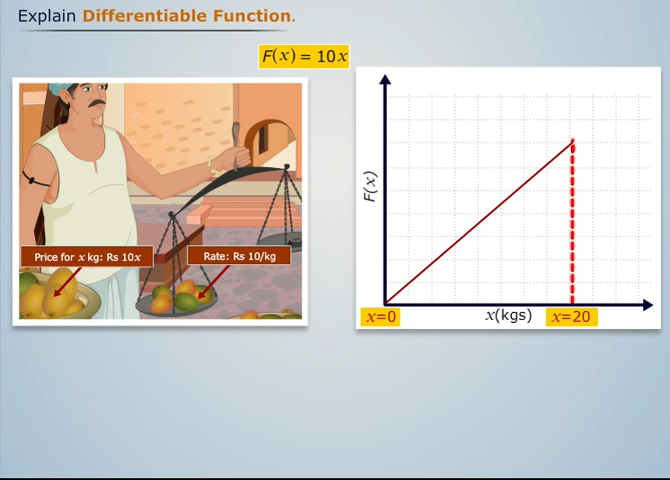 Explain Differentiable Function.
F(x) = 10x
Price for x kg: Rs 10x
Rate: Rs 10/kg
F(x)
x=0
x(kgs)
x=20